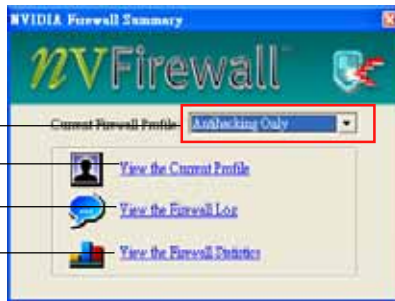 NVIDIA Firewall Summary
nVFirewall™
Current Firewall Profile: Antihacking Only
View the Current Profile
View the Firewall Log
View the Firewall Statistics